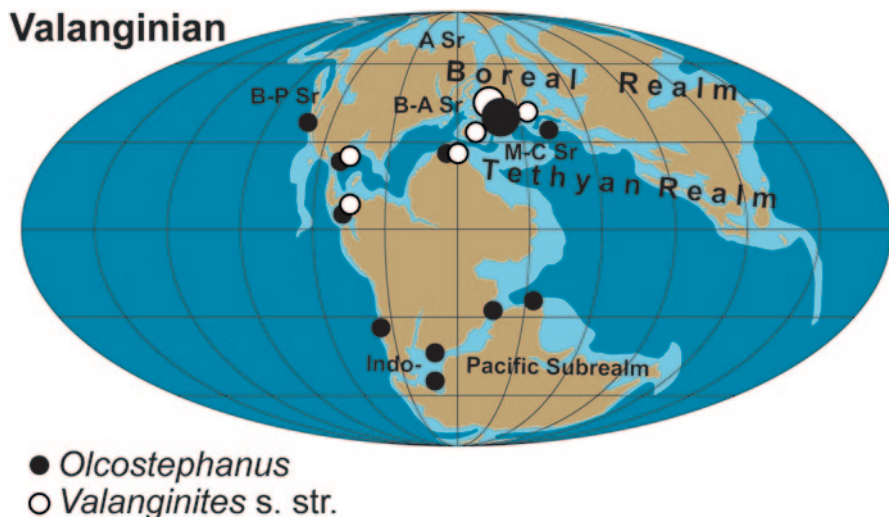 Valanginian
A Sr
Boreal Realm
B-P Sr
B-A Sr
M-C Sr
Tethyan Realm
Indo- Pacific Subrealm
Olcostephanus
Valanginites s. str.